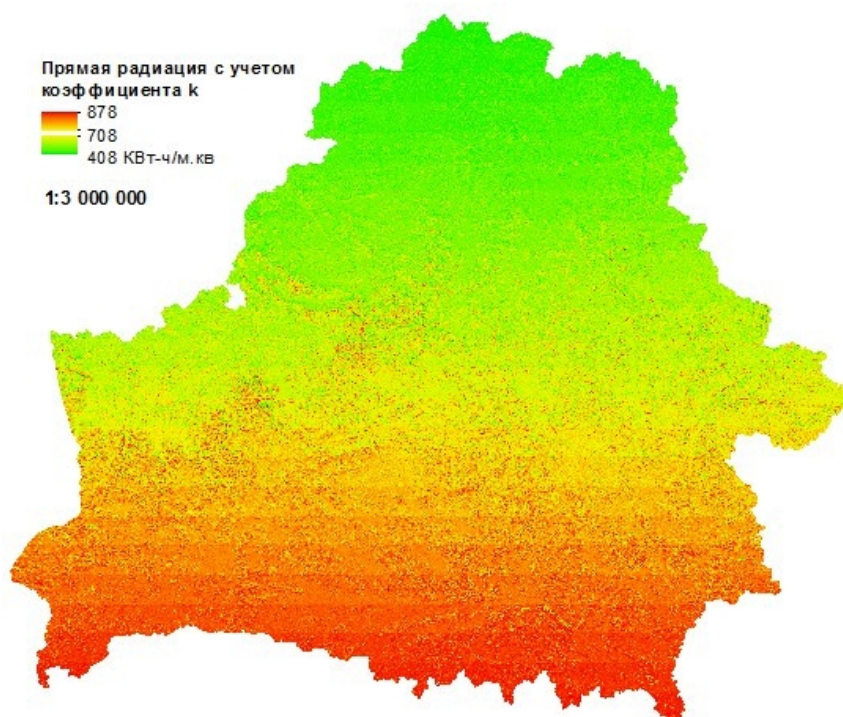 Прямая радиация с учетом
коэффициента k
878
708
408 КВт-ч/м.кв
1:3 000 000